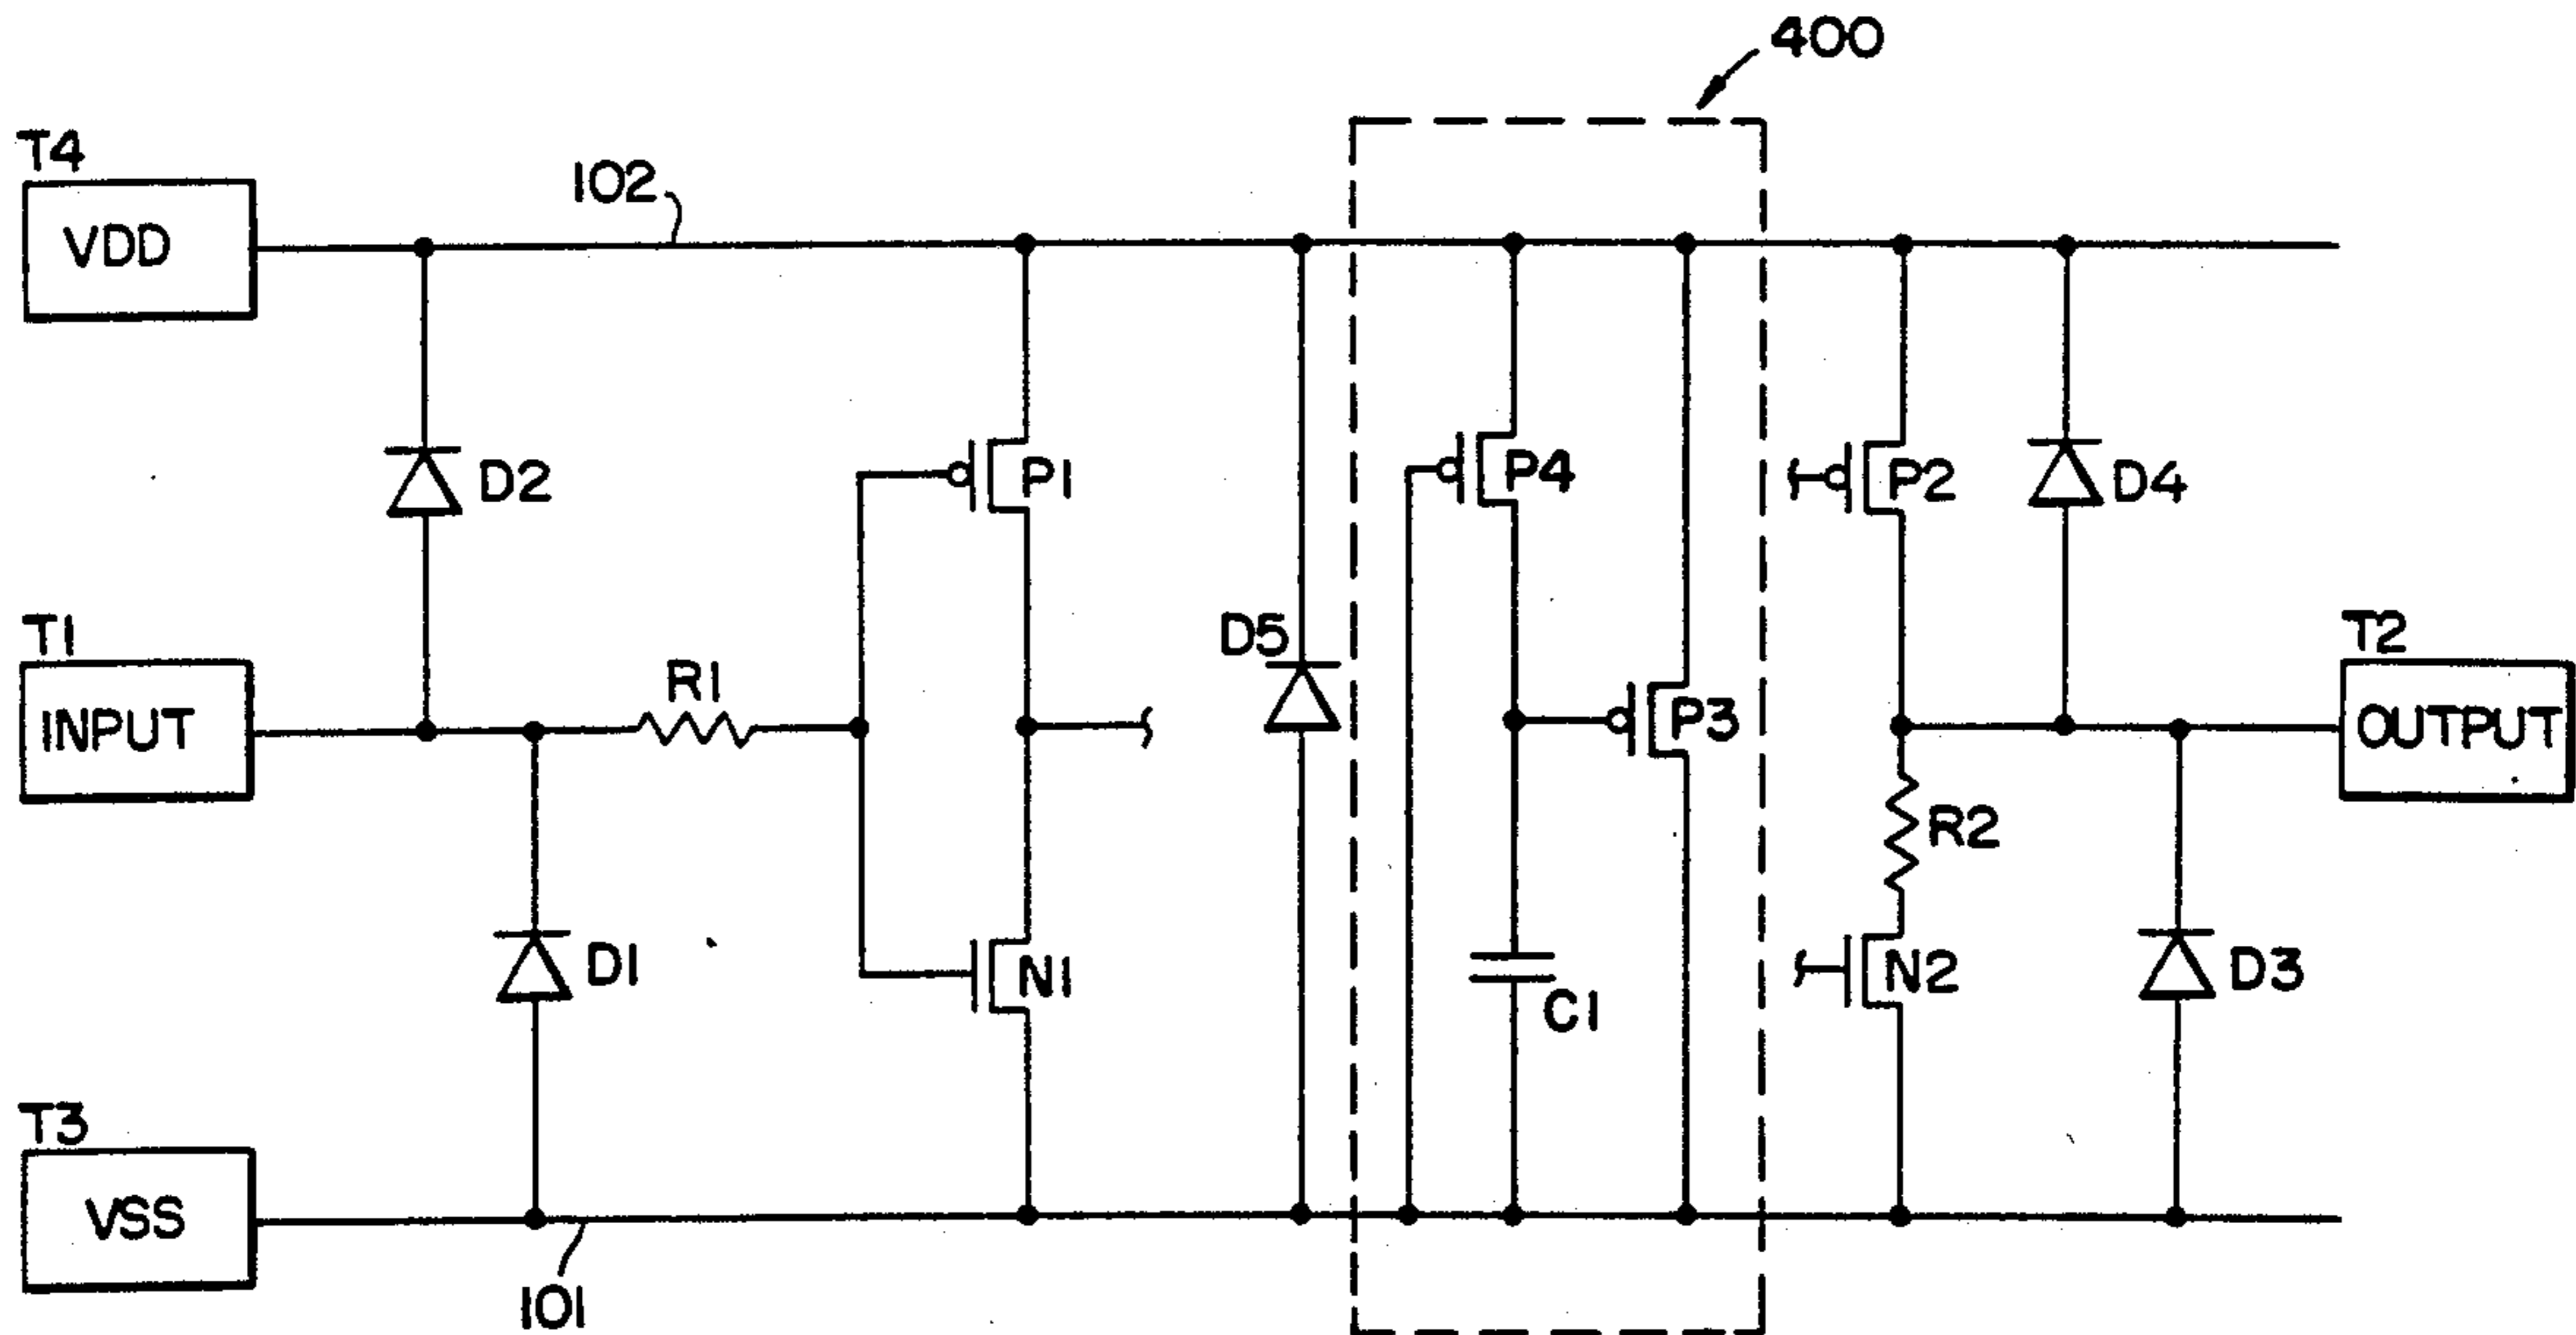 400
T4
VDD
102
D2
P1
P4
P2
D4
T1
INPUT
R1
D5
P3
T2
OUTPUT
R2
D1
N1
C1
N2
D3
T3
VSS
101